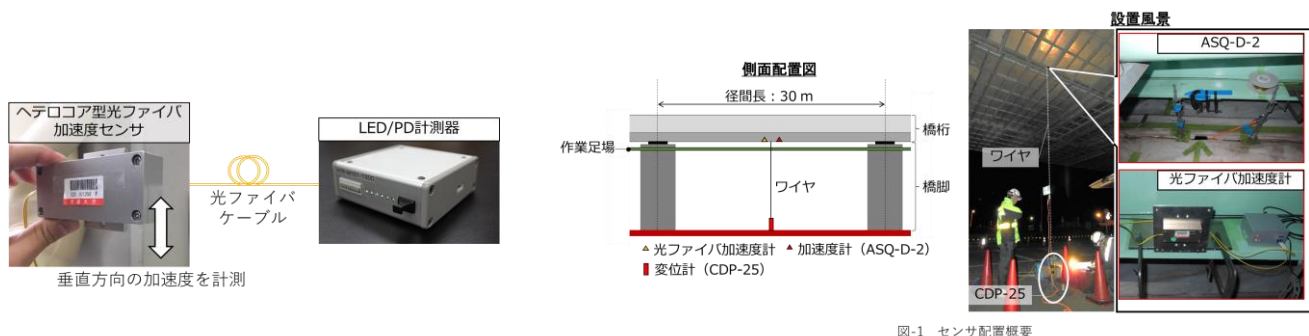 ヘテロコア型光ファイバ
加速度センサ
垂直方向の加速度を計測
光ファイバ
ケーブル
LED/PD計測器
側面配置図
径間長：30 m
橋桁
作業足場
ワイヤ
橋脚
光ファイバ加速度計
加速度計（ASQ-D-2）
変位計（CDP-25）
設置風景
ワイヤ
CDP-25
ASQ-D-2
光ファイバ加速度計
図-1 センサ配置概要